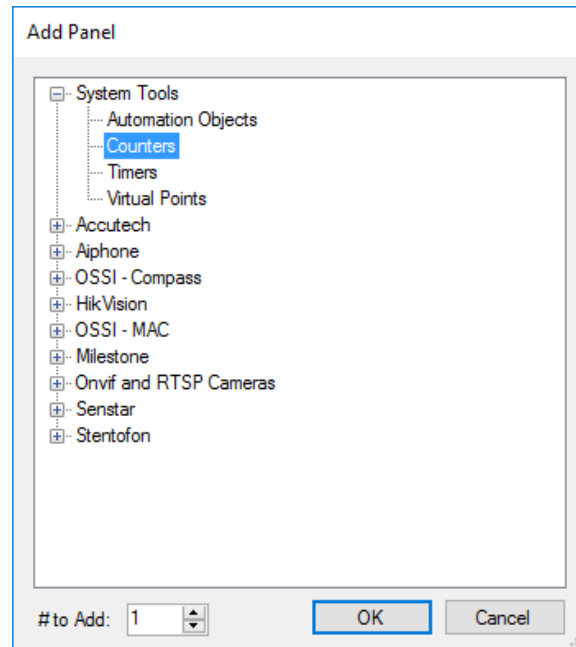 Add Panel
System Tools
Automation Objects
Counters
Timers
Virtual Points
Accutech
Aiphone
OSSI - Compass
HikVision
OSSI - MAC
Milestone
Onvif and RTSP Cameras
Senstar
Stentofon
# to Add: 1 OK Cancel